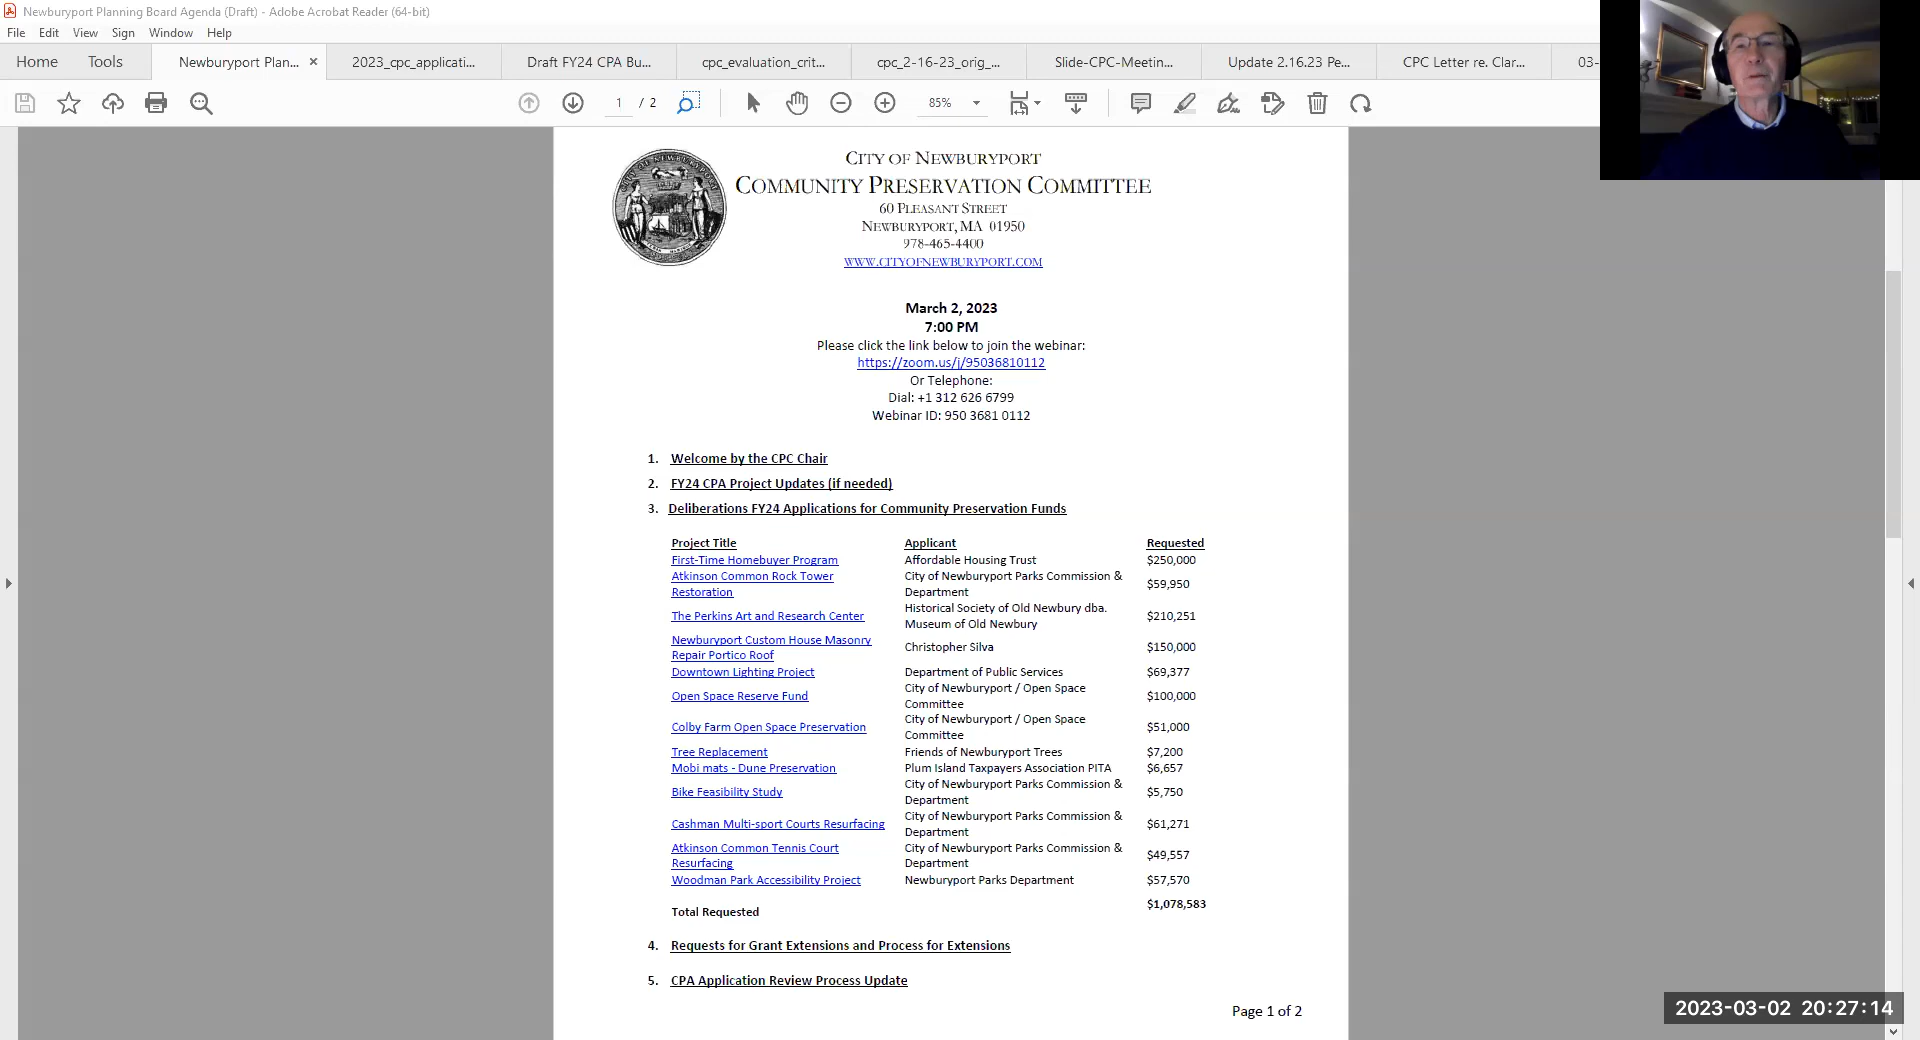 Newburyport Planning Board Agenda (Draft) - Adobe Acrobat Reader (64-bit)
File Edit View Sign Window Help
Home Tools Newburyport Plan... × 2023_cpc_applicati... Draft FY24 CPA Bu... cpc_evaluation_crit... cpc_2-16-23_orig_... Slide-CPC-Meetin... Update 2.16.23 Pe... CPC Letter re. Clar... 03-
1 / 2 85%
CITY OF NEWBURYPORT
COMMUNITY PRESERVATION COMMITTEE
60 PLEASANT STREET
NEWBURYPORT, MA 01950
978-465-4400
WWW.CITYOFNEWBURYPORT.COM
March 2, 2023
7:00 PM
Please click the link below to join the webinar:
https://zoom.us/j/95036810112
Or Telephone:
Dial: +1 312 626 6799
Webinar ID: 950 3681 0112
1. Welcome by the CPC Chair
2. FY24 CPA Project Updates (if needed)
3. Deliberations FY24 Applications for Community Preservation Funds
Project Title Applicant Requested
First-Time Homebuyer Program Affordable Housing Trust $250,000
Atkinson Common Rock Tower Restoration City of Newburyport Parks Commission & Department $59,950
The Perkins Art and Research Center Historical Society of Old Newbury dba. Museum of Old Newbury $210,251
Newburyport Custom House Masonry Repair Portico Roof Christopher Silva $150,000
Downtown Lighting Project Department of Public Services $69,377
Open Space Reserve Fund City of Newburyport / Open Space Committee $100,000
Colby Farm Open Space Preservation City of Newburyport / Open Space Committee $51,000
Tree Replacement Friends of Newburyport Trees $7,200
Mobi mats - Dune Preservation Plum Island Taxpayers Association PITA $6,657
Bike Feasibility Study City of Newburyport Parks Commission & Department $5,750
Cashman Multi-sport Courts Resurfacing City of Newburyport Parks Commission & Department $61,271
Atkinson Common Tennis Court Resurfacing City of Newburyport Parks Commission & Department $49,557
Woodman Park Accessibility Project Newburyport Parks Department $57,570
Total Requested $1,078,583
4. Requests for Grant Extensions and Process for Extensions
5. CPA Application Review Process Update
Page 1 of 2
2023-03-02 20:27:14